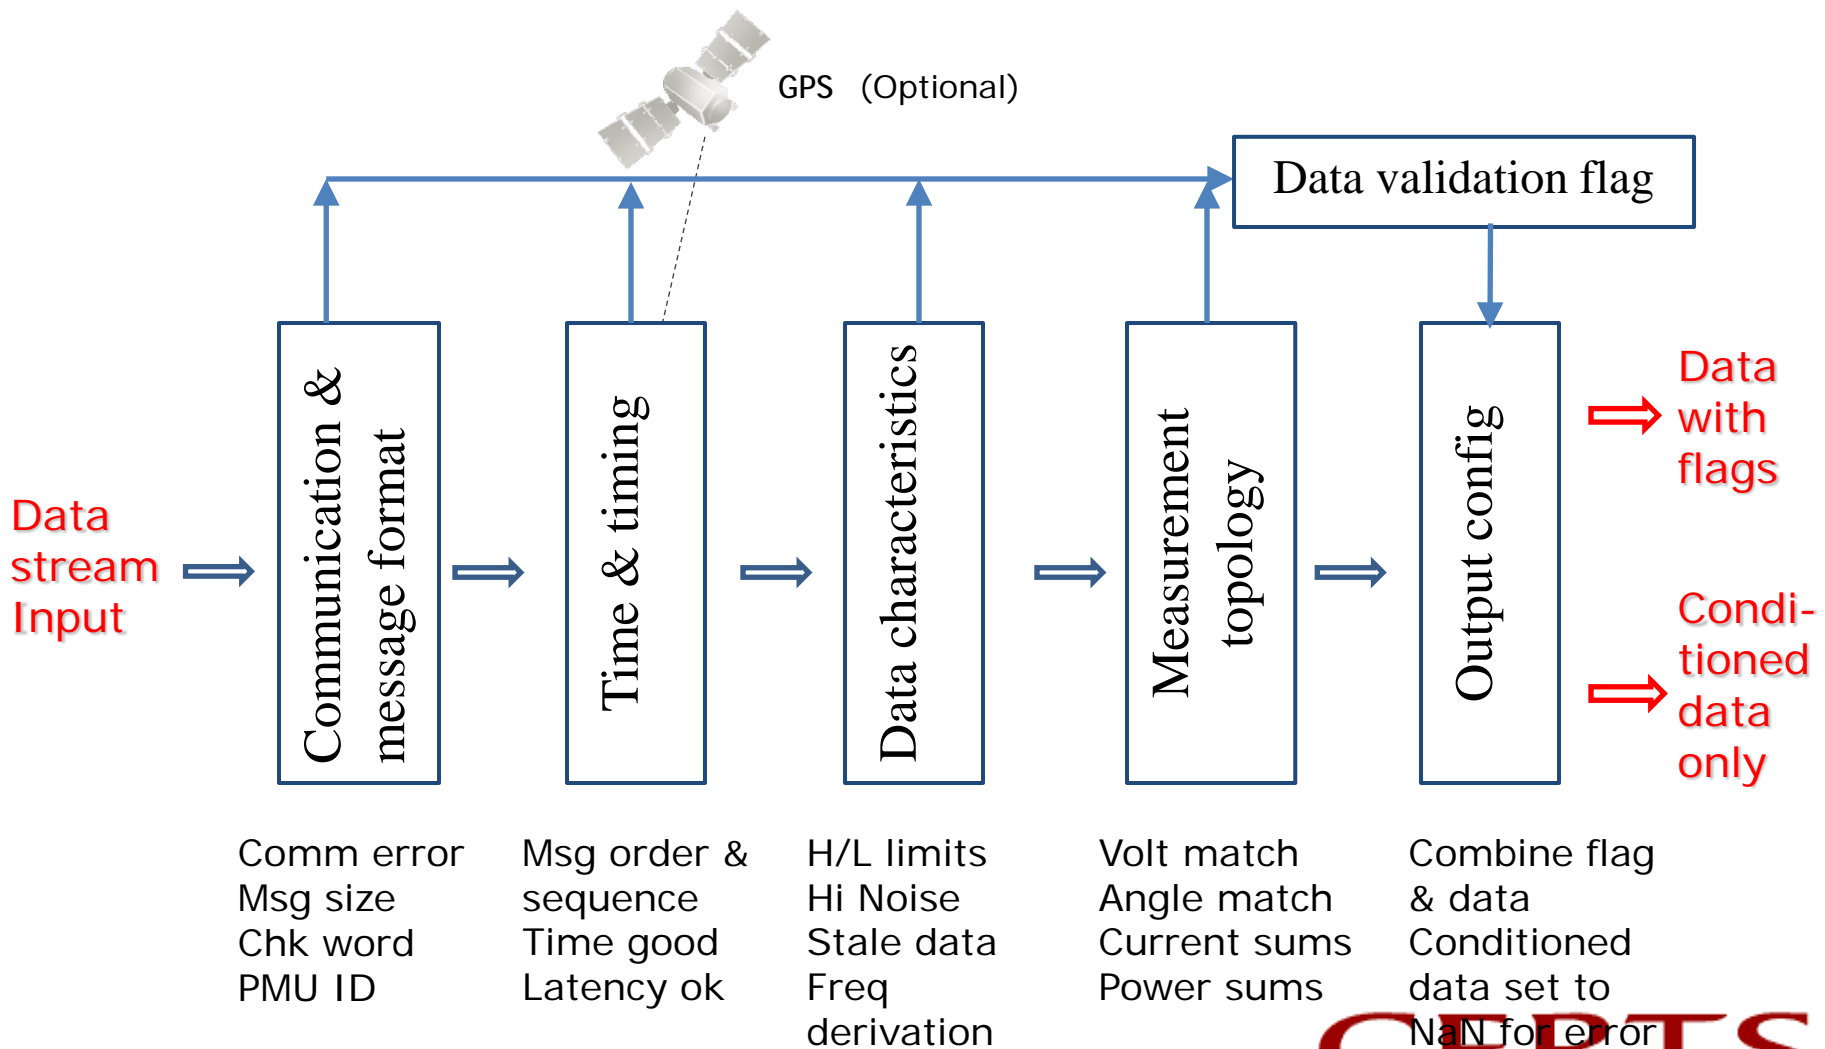 GPS (Optional)
Data validation flag
Data
stream
Input
Communication &
message format
Time & timing
Data characteristics
Measurement
topology
Output config
Data
with
flags
Condi-
tioned
data
only
Comm error
Msg size
Chk word
PMU ID
Msg order &
sequence
Time good
Latency ok
H/L limits
Hi Noise
Stale data
Freq
derivation
Volt match
Angle match
Current sums
Power sums
Combine flag
& data
Conditioned
data set to
NaN for error
CERTS